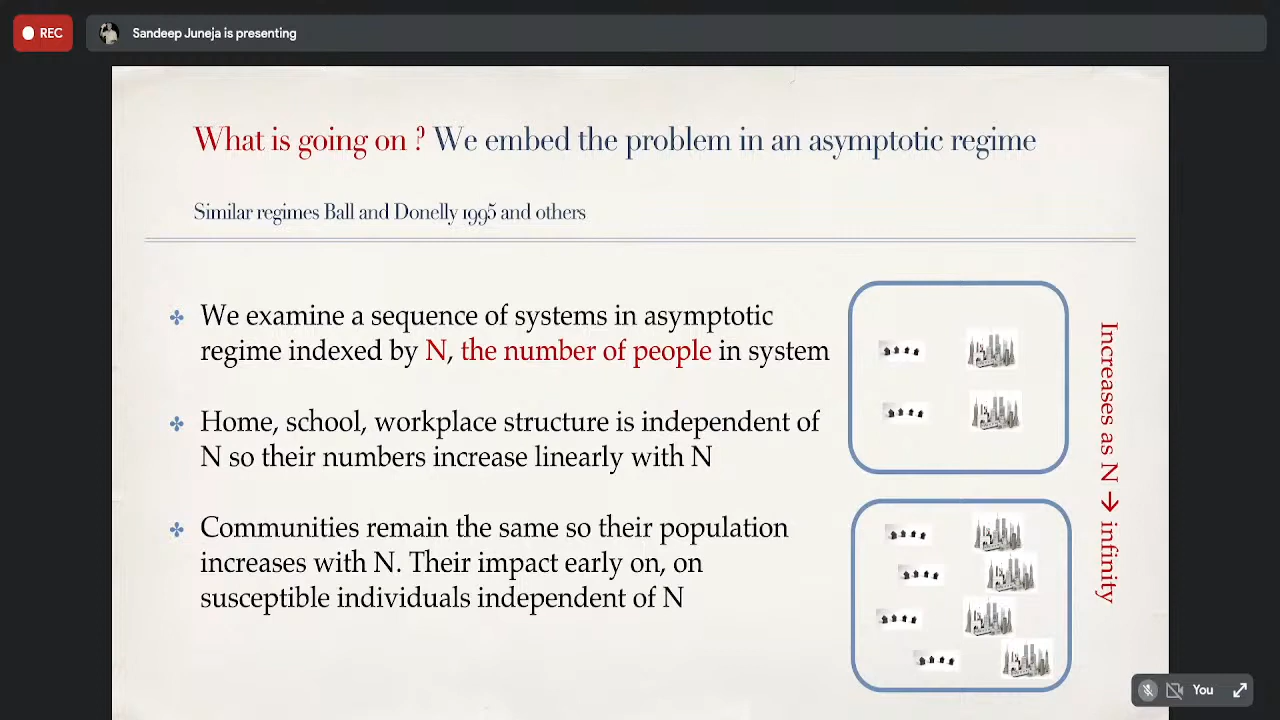 REC
Sandeep Juneja is presenting
What is going on ? We embed the problem in an asymptotic regime
Similar regimes Ball and Donelly 1995 and others
We examine a sequence of systems in asymptotic
regime indexed by N, the number of people in system
Home, school, workplace structure is independent of
N so their numbers increase linearly with N
Communities remain the same so their population
increases with N. Their impact early on, on
susceptible individuals independent of N
Increases as N → infinity
You